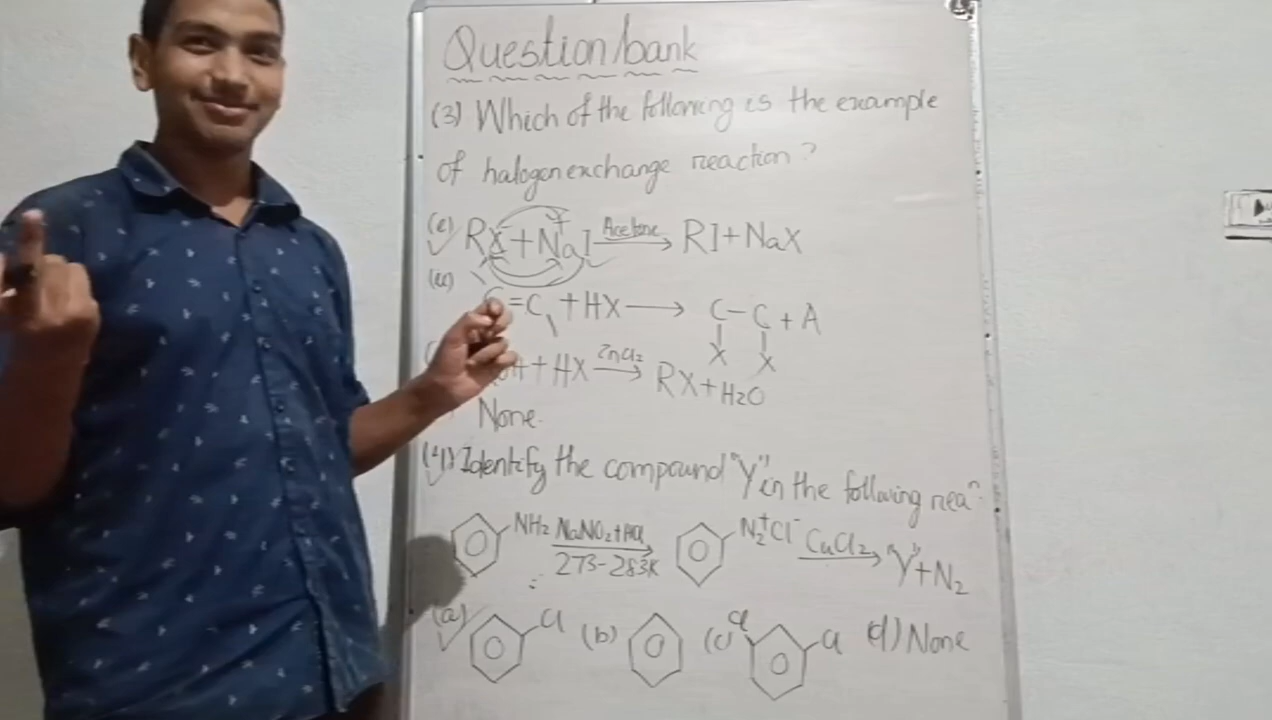 Question bank
(3) Which of the following is the example
of halogen exchange reaction?
(i) RX + NaI Acetone → RI + NaX
(ii) C=C + HX → C-C + A
X X
+ HX ZnCl2 → RX + H2O
None.
(4) Identify the compound "Y" in the following reaⁿ.
NH2 NaNO2+HCl 273-283K → N2⁺Cl⁻ CuCl2 → "Y" + N2
(a) Cl (b) (c) Cl Cl (d) None